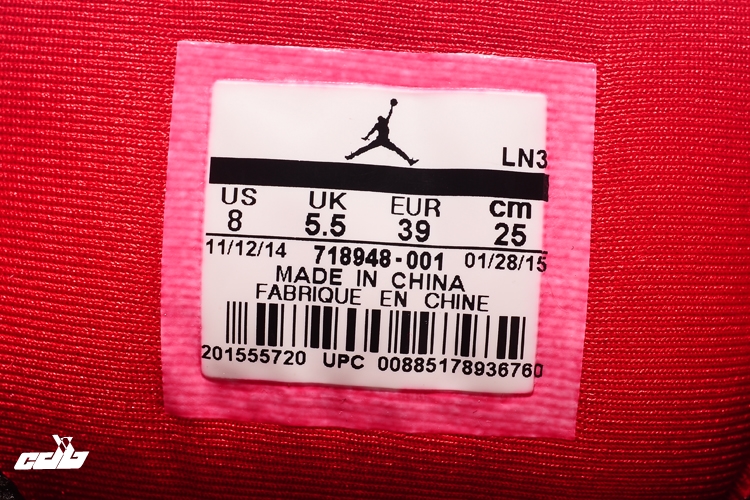 LN3
US UK EUR cm
8 5.5 39 25
11/12/14 718948-001 01/28/15
MADE IN CHINA
FABRIQUE EN CHINE
201555720 UPC 00885178936760
cdb